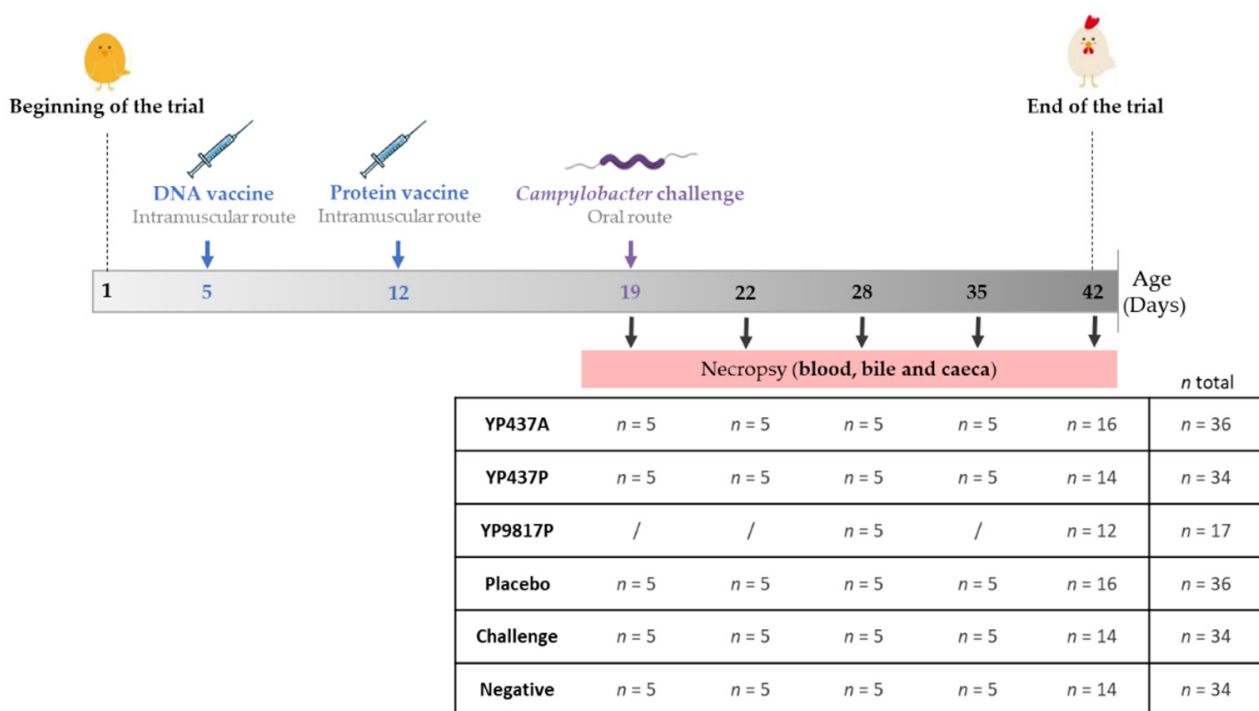 Beginning of the trial
End of the trial
DNA vaccine
Intramuscular route
Protein vaccine
Intramuscular route
Campylobacter challenge
Oral route
1 5 12 19 22 28 35 42
Age
(Days)
Necropsy (blood, bile and caeca)
n total
YP437A n = 5 n = 5 n = 5 n = 5 n = 16 n = 36
YP437P n = 5 n = 5 n = 5 n = 5 n = 14 n = 34
YP9817P / / n = 5 / n = 12 n = 17
Placebo n = 5 n = 5 n = 5 n = 5 n = 16 n = 36
Challenge n = 5 n = 5 n = 5 n = 5 n = 14 n = 34
Negative n = 5 n = 5 n = 5 n = 5 n = 14 n = 34